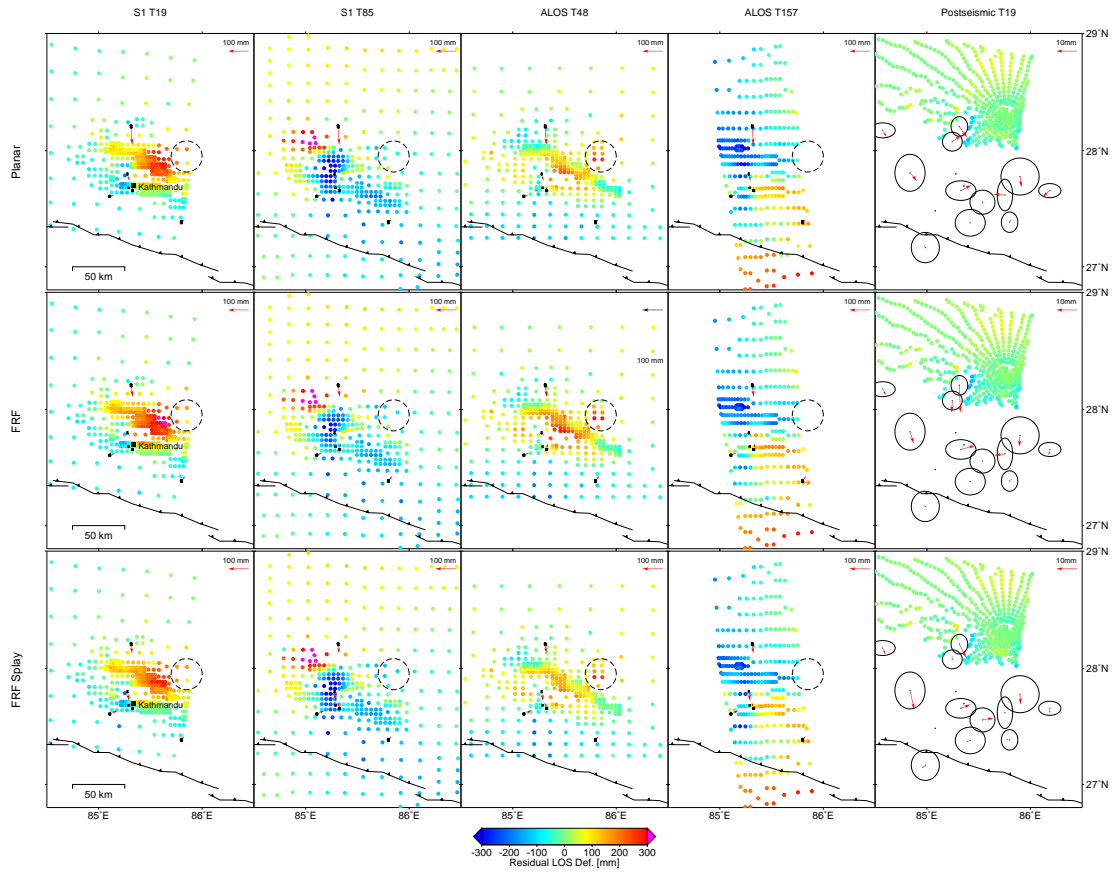 S1 T19 S1 T85 ALOS T48 ALOS T157 Postseismic T19
100 mm 100 mm 100 mm 100 mm 10mm 29˚N
Planar
Kathmandu
28˚N
50 km
27˚N
100 mm 100 mm 100 mm 10mm 29˚N
100 mm
FRF
Kathmandu
28˚N
50 km
27˚N
100 mm 100 mm 100 mm 100 mm 10mm 29˚N
FRF Splay
Kathmandu
28˚N
50 km
27˚N
85˚E 86˚E 85˚E 86˚E 85˚E 86˚E 85˚E 86˚E 85˚E 86˚E
-300 -200 -100 0 100 200 300
Residual LOS Def. [mm]